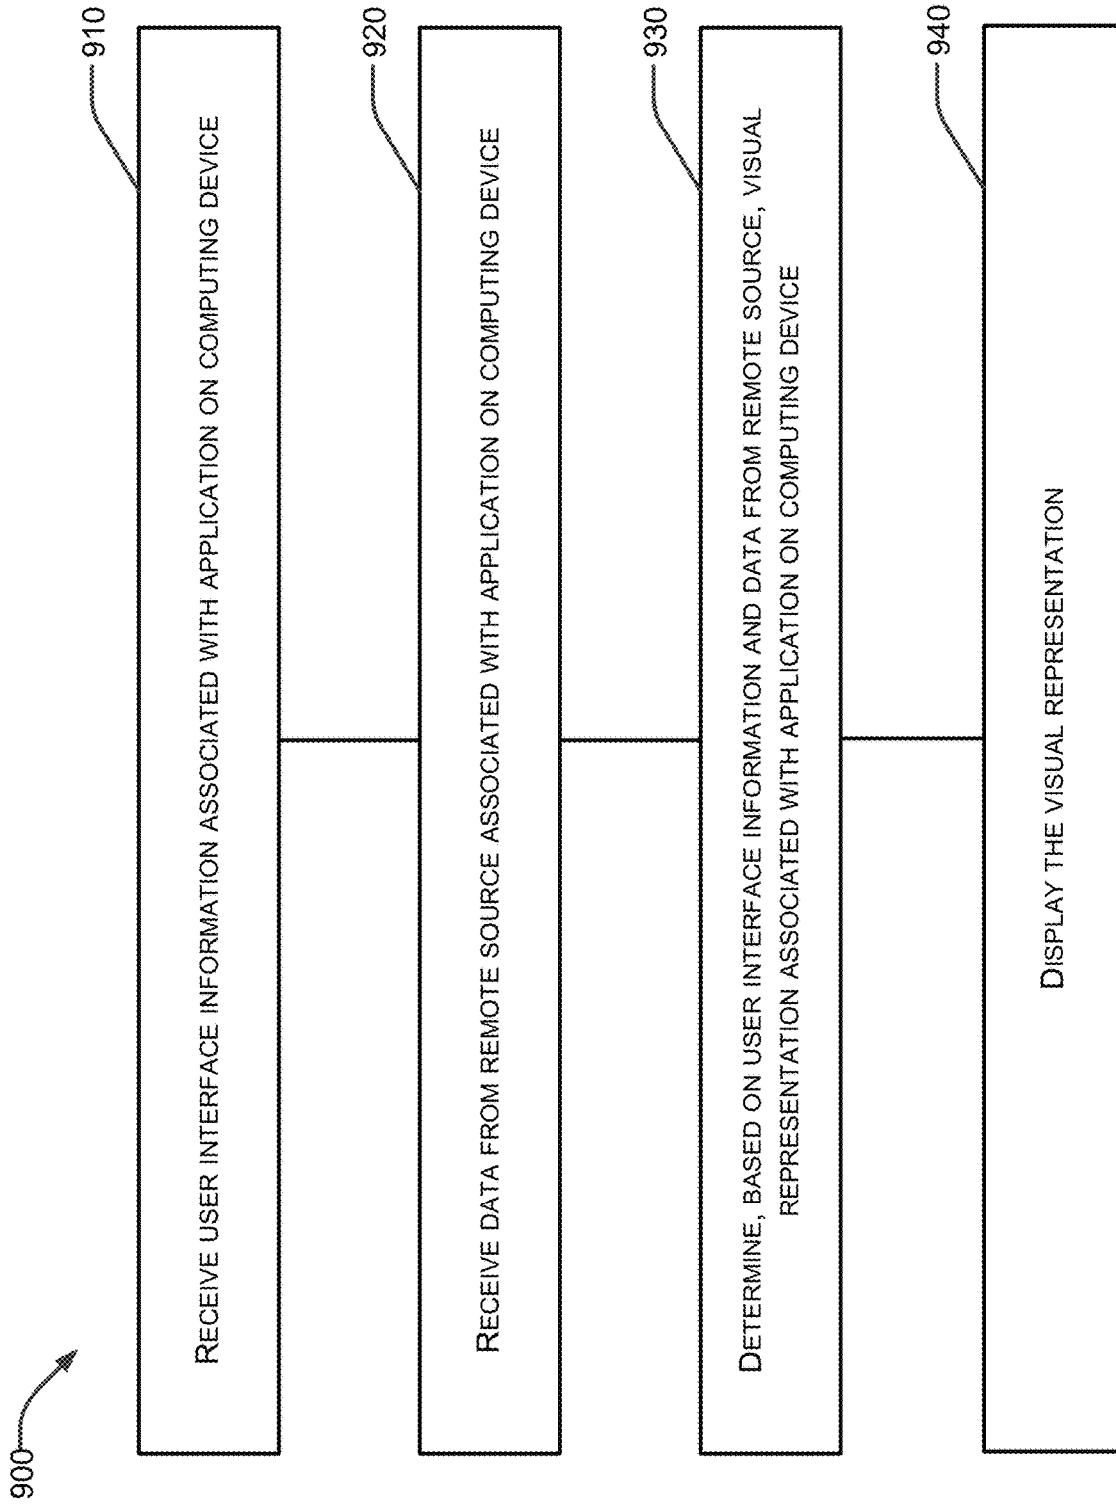 900
910
RECEIVE USER INTERFACE INFORMATION ASSOCIATED WITH APPLICATION ON COMPUTING DEVICE
920
RECEIVE DATA FROM REMOTE SOURCE ASSOCIATED WITH APPLICATION ON COMPUTING DEVICE
930
DETERMINE, BASED ON USER INTERFACE INFORMATION AND DATA FROM REMOTE SOURCE, VISUAL
REPRESENTATION ASSOCIATED WITH APPLICATION ON COMPUTING DEVICE
940
DISPLAY THE VISUAL REPRESENTATION